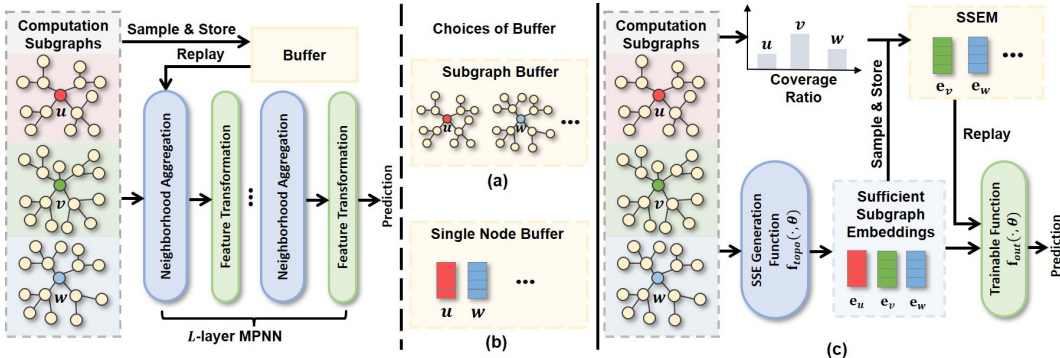 Computation
Subgraphs
u
v
w
Sample & Store
Replay
Buffer
Neighborhood Aggregation
Feature Transformation
...
Neighborhood Aggregation
Feature Transformation
Prediction
L-layer MPNN
Choices of Buffer
Subgraph Buffer
u
w
...
(a)
Single Node Buffer
...
u
w
(b)
Computation
Subgraphs
u
v
w
u
v
w
Coverage
Ratio
Sample & Store
SSEM
...
e_v
e_w
Replay
SSE Generation
Function
f_topo(·, θ)
Sufficient
Subgraph
Embeddings
e_u
e_v
e_w
Trainable Function
f_out(·, θ)
Prediction
(c)